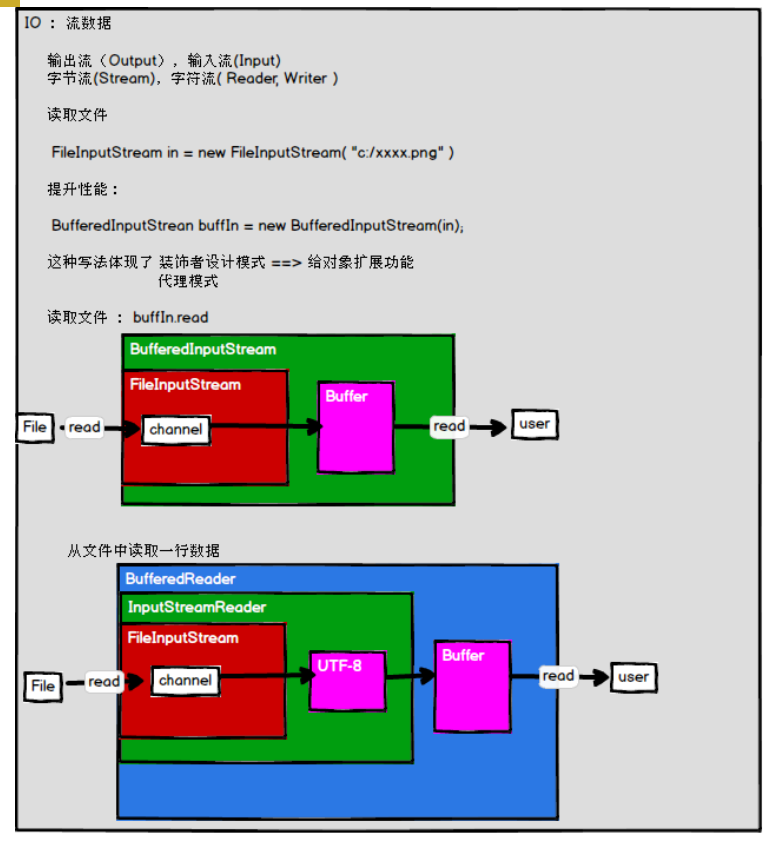 IO : 流数据
输出流（Output），输入流(Input)
字节流(Stream)，字符流( Reader, Writer )
读取文件
FileInputStream in = new FileInputStream( "c:/xxxx.png" )
提升性能：
BufferedInputStrean buffIn = new BufferedInputStream(in);
这种写法体现了 装饰者设计模式 ==> 给对象扩展功能
代理模式
读取文件 : buffIn.read
BufferedInputStream
FileInputStream
Buffer
File read channel read user
从文件中读取一行数据
BufferedReader
InputStreamReader
FileInputStream
UTF-8 Buffer
File read channel read user